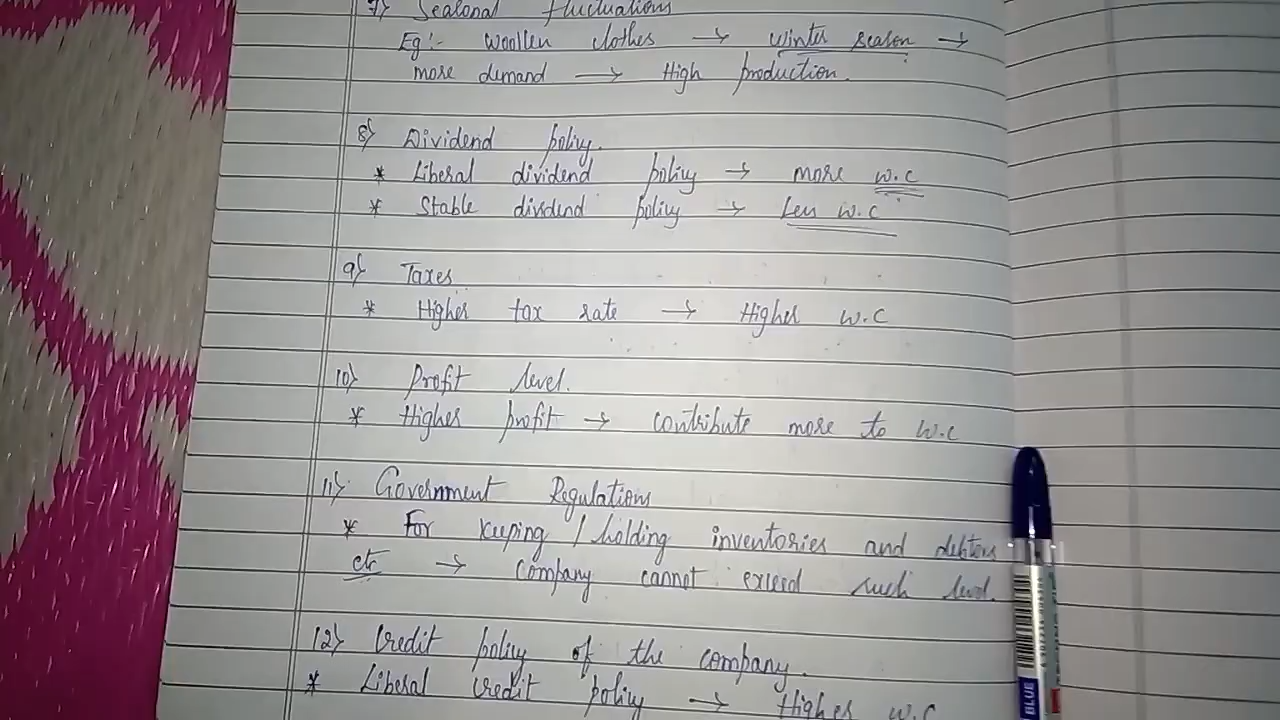 7) Seasonal fluctuations
Eg:- Woollen clothes → winter season →
more demand → High production.
8) Dividend policy.
* Liberal dividend policy → more w.c
* Stable dividend policy → Less w.c
9) Taxes
* Higher tax rate → Higher w.c
10) Profit level.
* Higher profit → contribute more to w.c
11) Government Regulations
* For keeping / holding inventories and debtors
etc → Company cannot exceed such level.
12) Credit policy of the company.
* Liberal credit policy → Higher w.c
BLUE